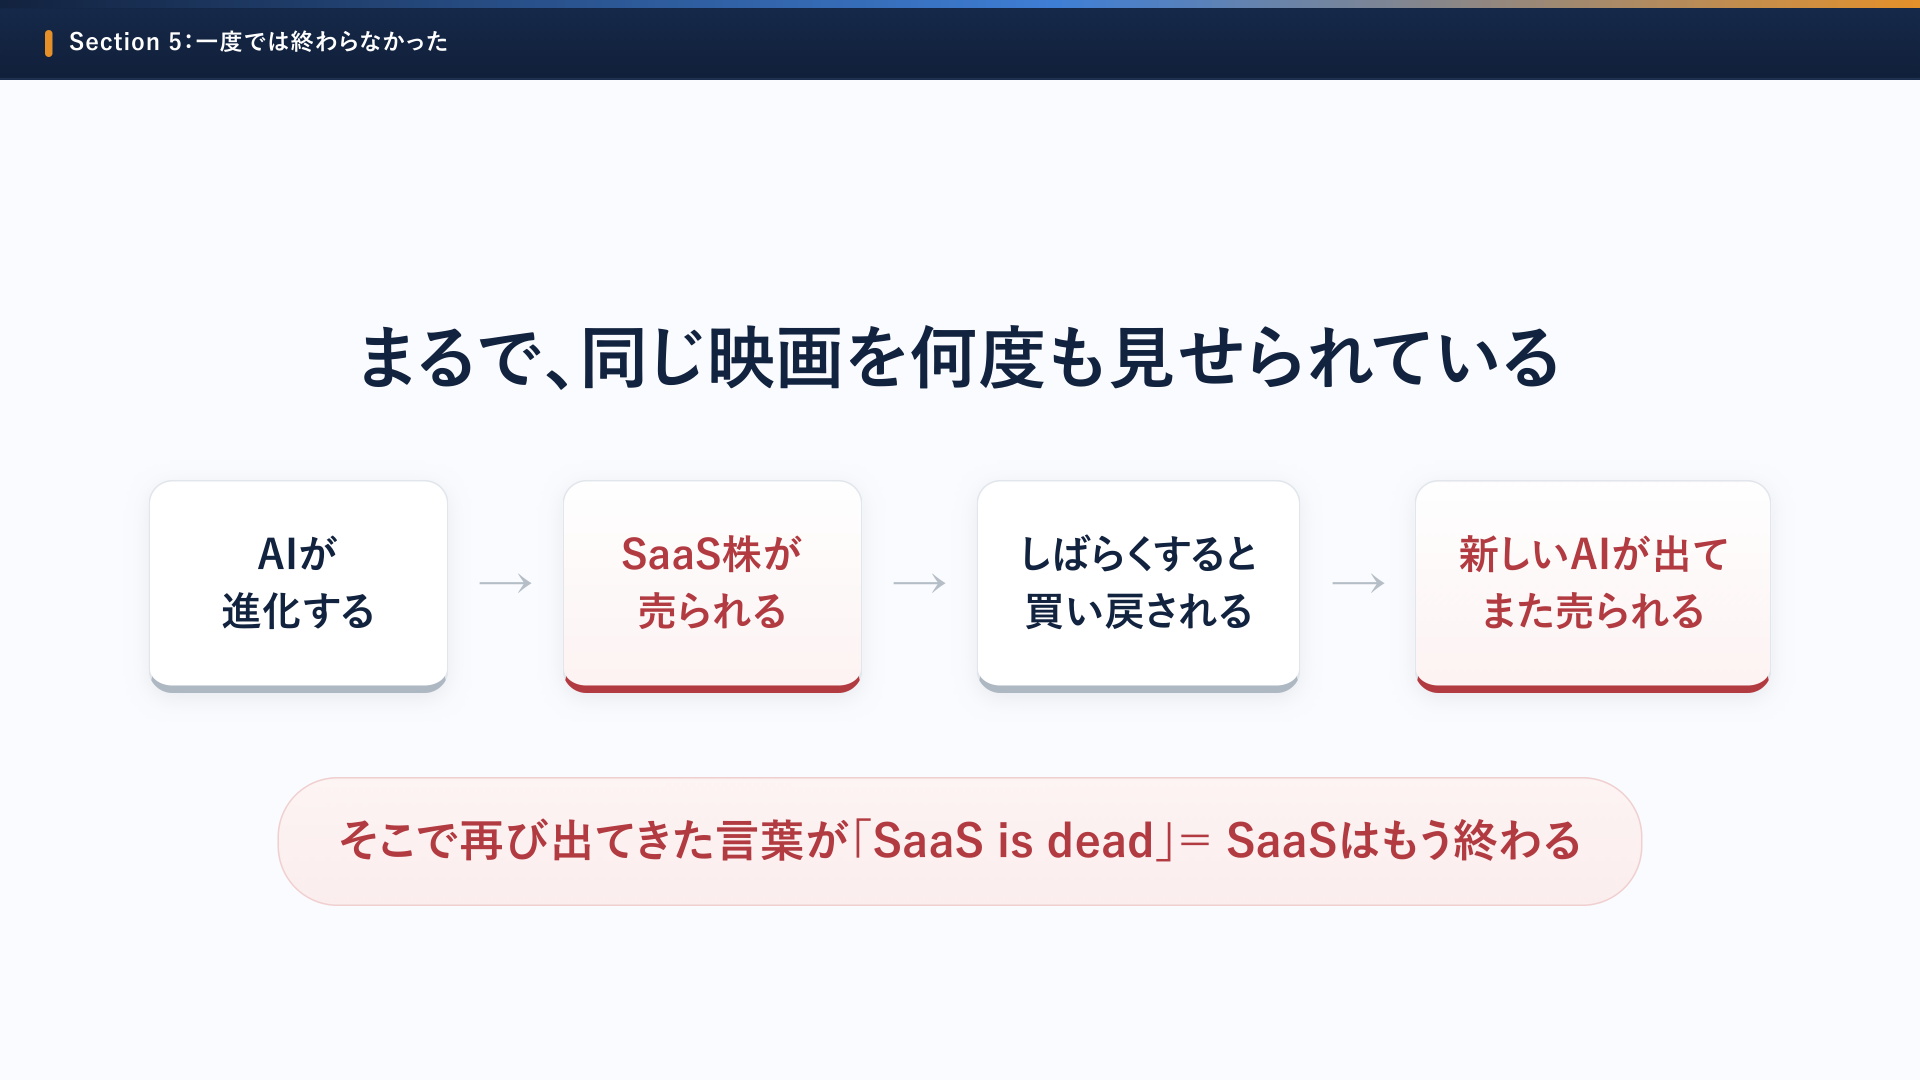 Section 5：一度では終わらなかった
まるで、同じ映画を何度も見せられている
AIが
進化する
→
SaaS株が
売られる
→
しばらくすると
買い戻される
→
新しいAIが出て
また売られる
そこで再び出てきた言葉が「SaaS is dead」＝ SaaSはもう終わる